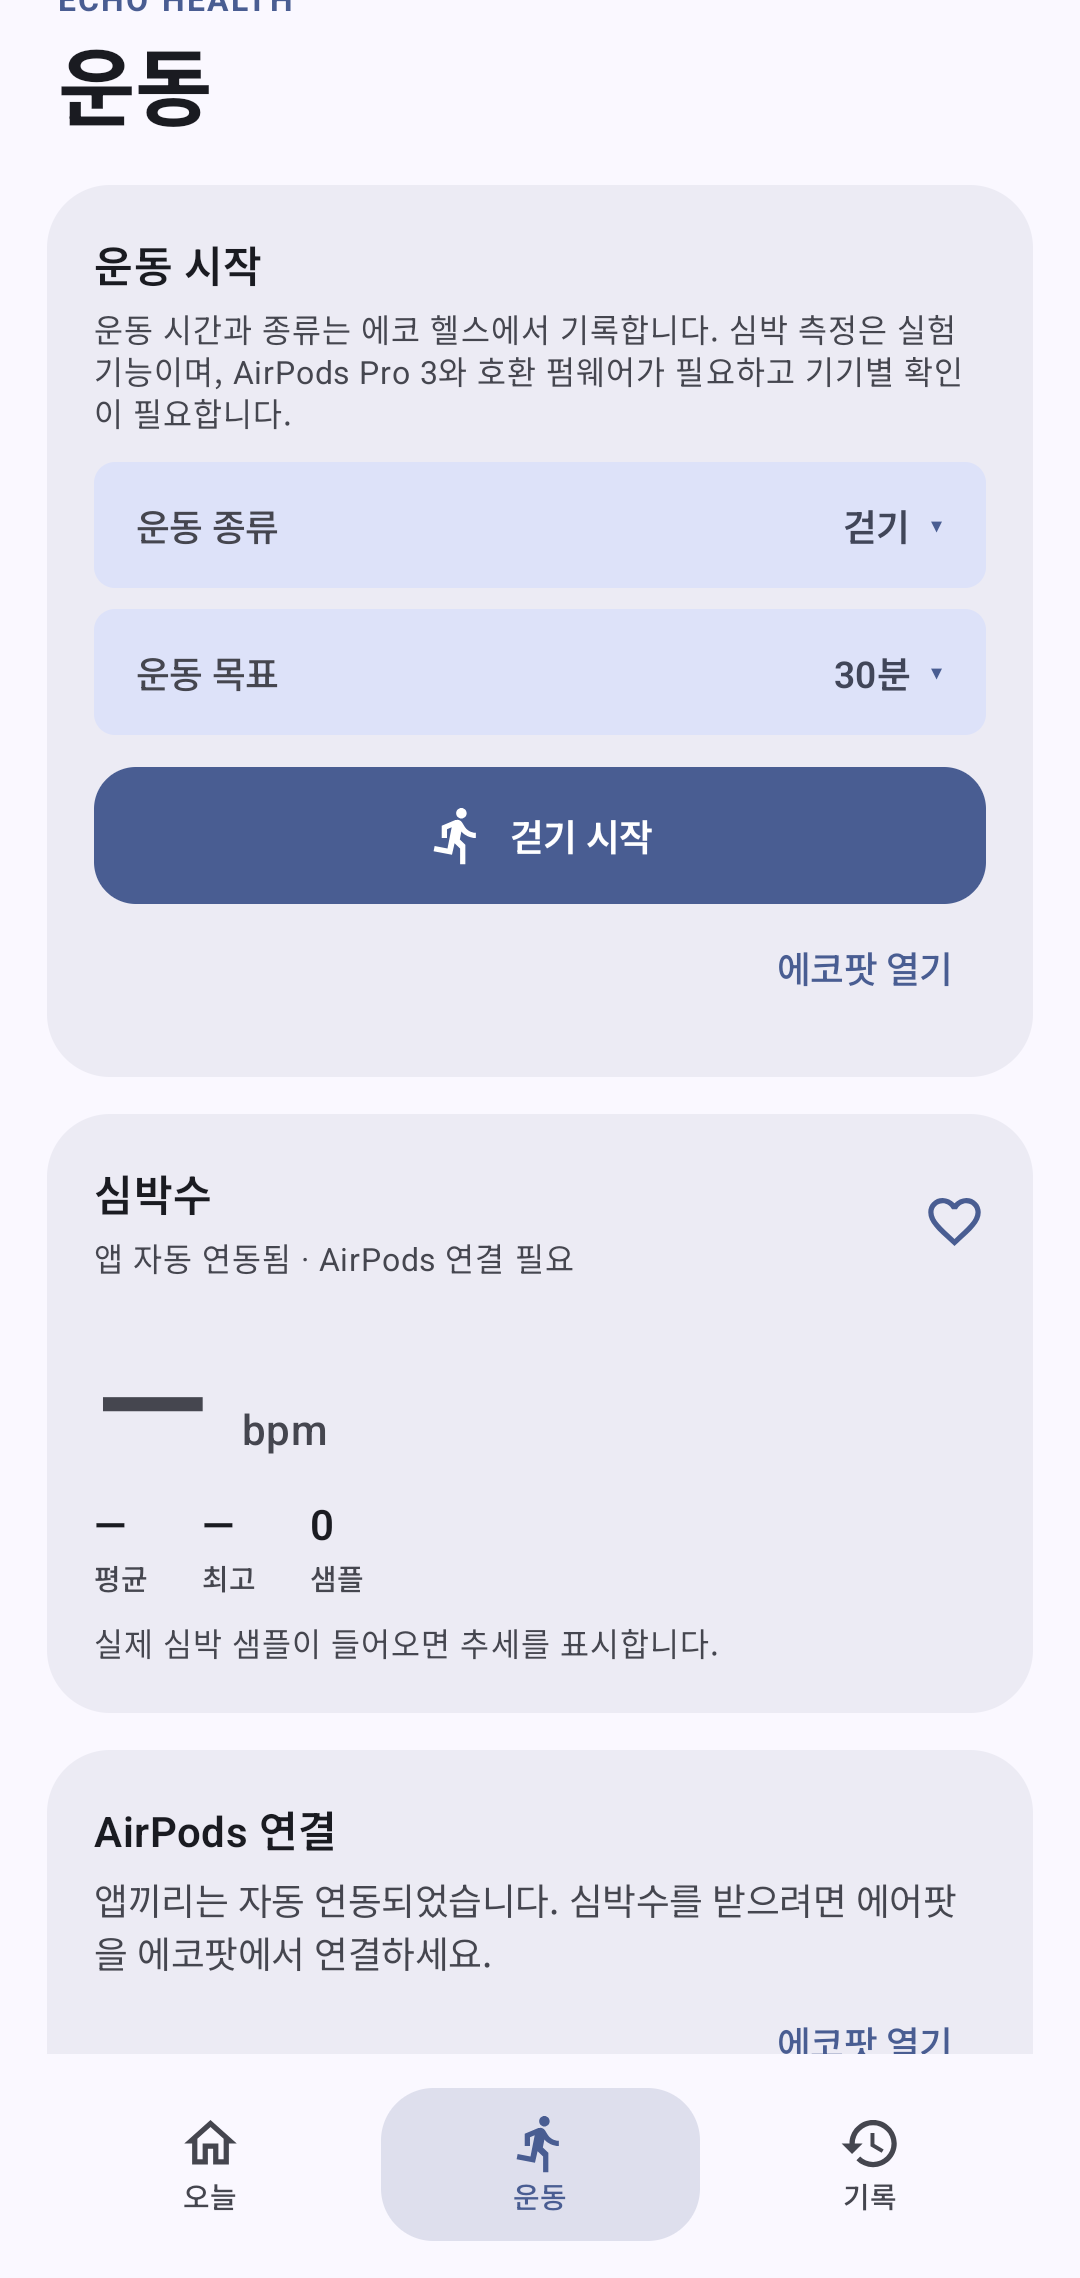 ECHO HEALTH
운동
운동 시작
운동 시간과 종류는 에코 헬스에서 기록합니다. 심박 측정은 실험
기능이며, AirPods Pro 3와 호환 펌웨어가 필요하고 기기별 확인
이 필요합니다.
운동 종류 걷기 ▾
운동 목표 30분 ▾
걷기 시작
에코팟 열기
심박수
앱 자동 연동됨 · AirPods 연결 필요
— bpm
— — 0
평균 최고 샘플
실제 심박 샘플이 들어오면 추세를 표시합니다.
AirPods 연결
앱끼리는 자동 연동되었습니다. 심박수를 받으려면 에어팟
을 에코팟에서 연결하세요.
에코팟 열기
오늘 운동 기록